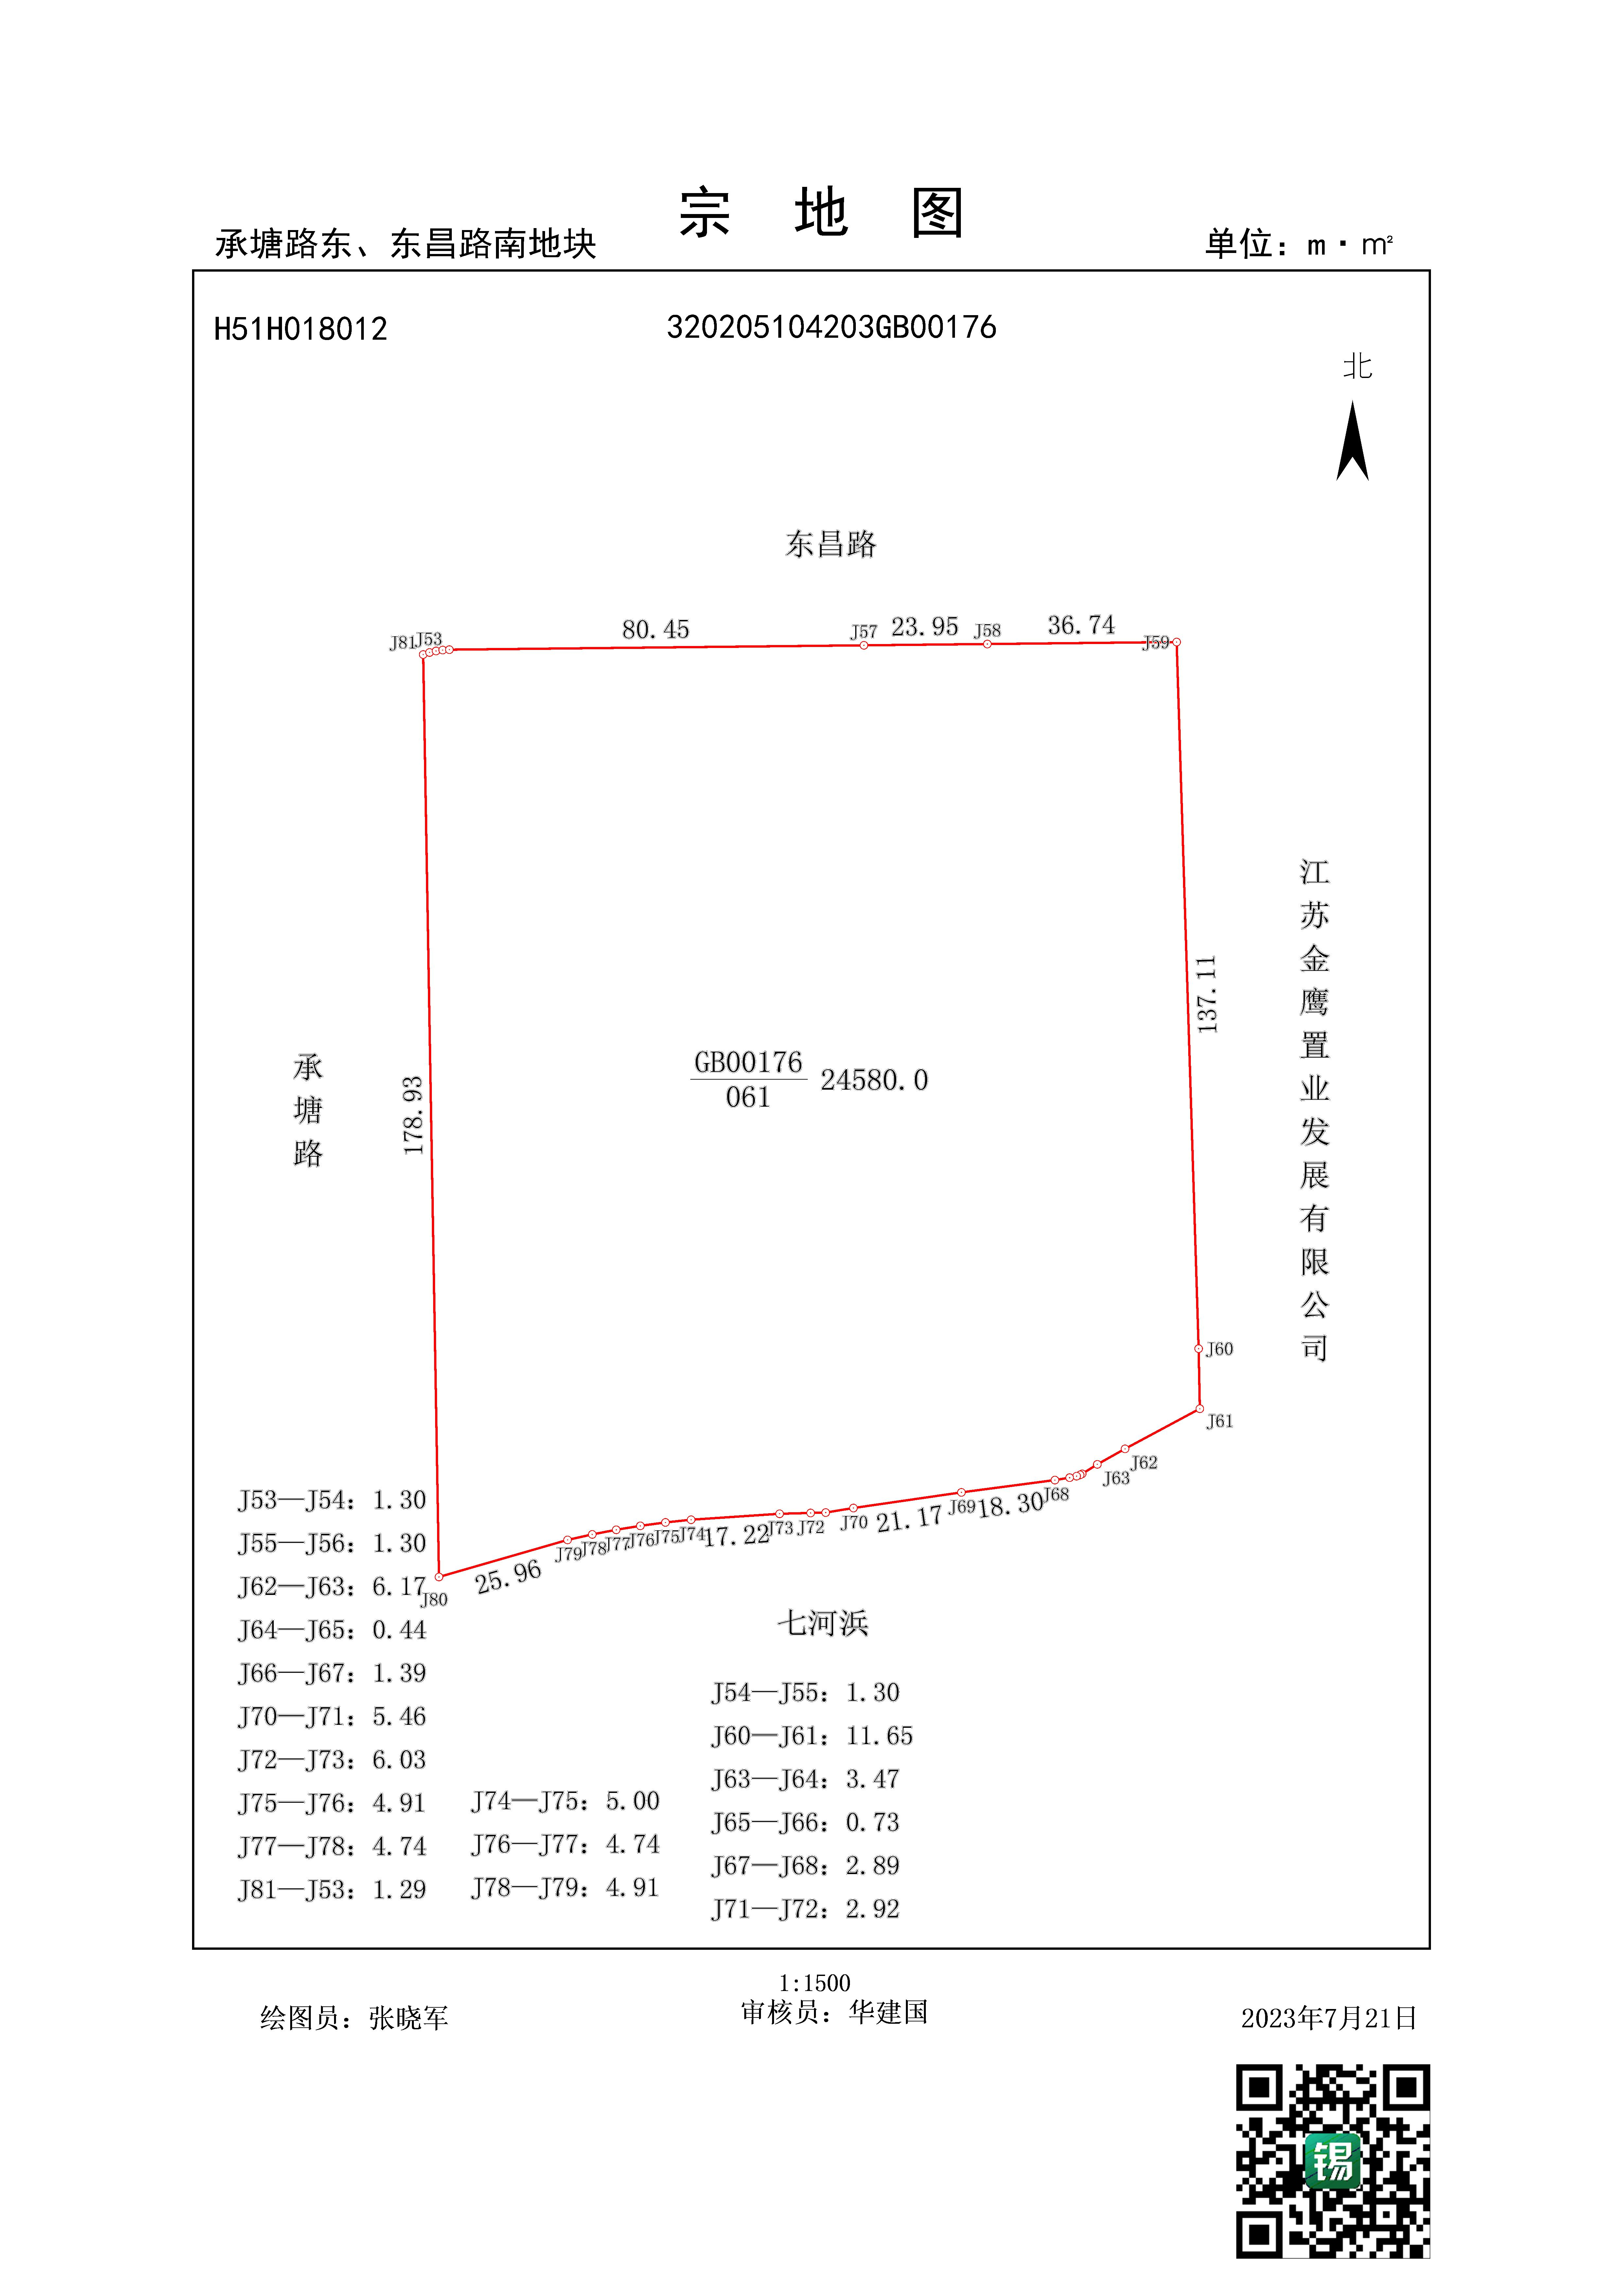 宗 地 图
承塘路东、东昌路南地块
单位：m·㎡
H51H018012
320205104203GB00176
北
东昌路
J81
J53
80.45
J57
23.95
J58
36.74
J59
江苏金鹰置业发展有限公司
137.11
承塘路
178.93
GB00176
061
24580.0
J60
J61
J62
J63
J68
18.30
J69
21.17
J70
J72
J73
17.22
J74
J75
J76
J77
J78
J79
25.96
J80
七河浜
J53—J54：1.30
J55—J56：1.30
J62—J63：6.17
J64—J65：0.44
J66—J67：1.39
J70—J71：5.46
J72—J73：6.03
J75—J76：4.91
J77—J78：4.74
J81—J53：1.29
J74—J75：5.00
J76—J77：4.74
J78—J79：4.91
J54—J55：1.30
J60—J61：11.65
J63—J64：3.47
J65—J66：0.73
J67—J68：2.89
J71—J72：2.92
1:1500
绘图员：张晓军
审核员：华建国
2023年7月21日
锡